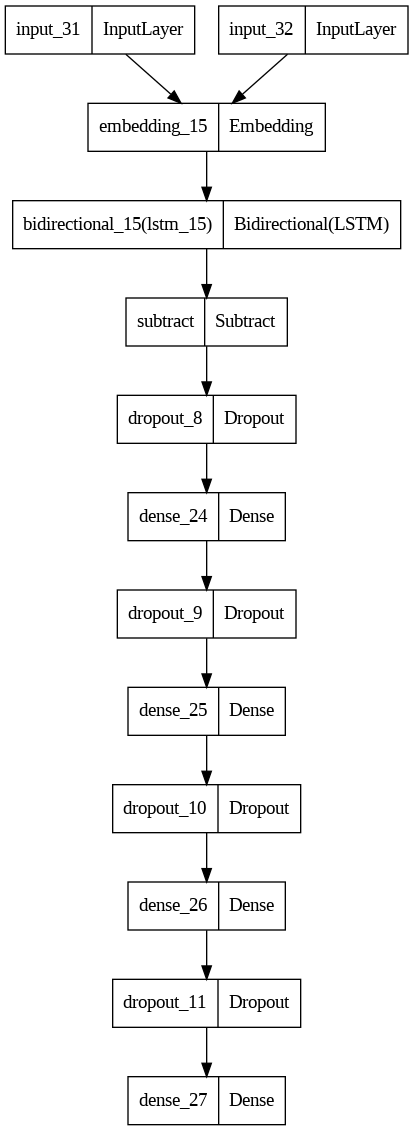 input_31 InputLayer input_32 InputLayer
embedding_15 Embedding
bidirectional_15(lstm_15) Bidirectional(LSTM)
subtract Subtract
dropout_8 Dropout
dense_24 Dense
dropout_9 Dropout
dense_25 Dense
dropout_10 Dropout
dense_26 Dense
dropout_11 Dropout
dense_27 Dense